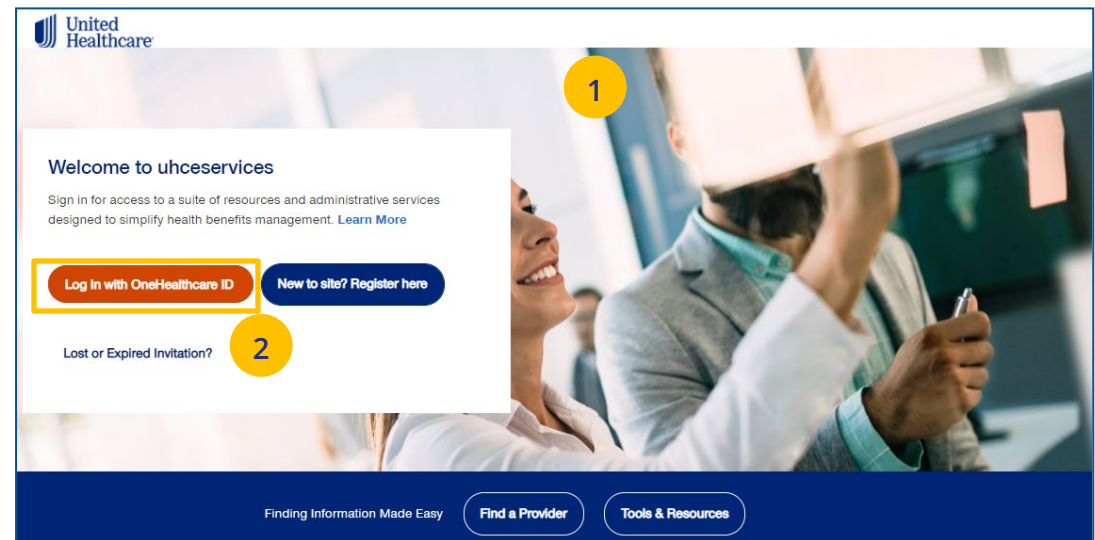 United
Healthcare
1
Welcome to uhceservices
Sign in for access to a suite of resources and administrative services
designed to simplify health benefits management. Learn More
Log In with OneHealthcare ID
New to site? Register here
Lost or Expired Invitation?
2
Finding Information Made Easy
Find a Provider
Tools & Resources